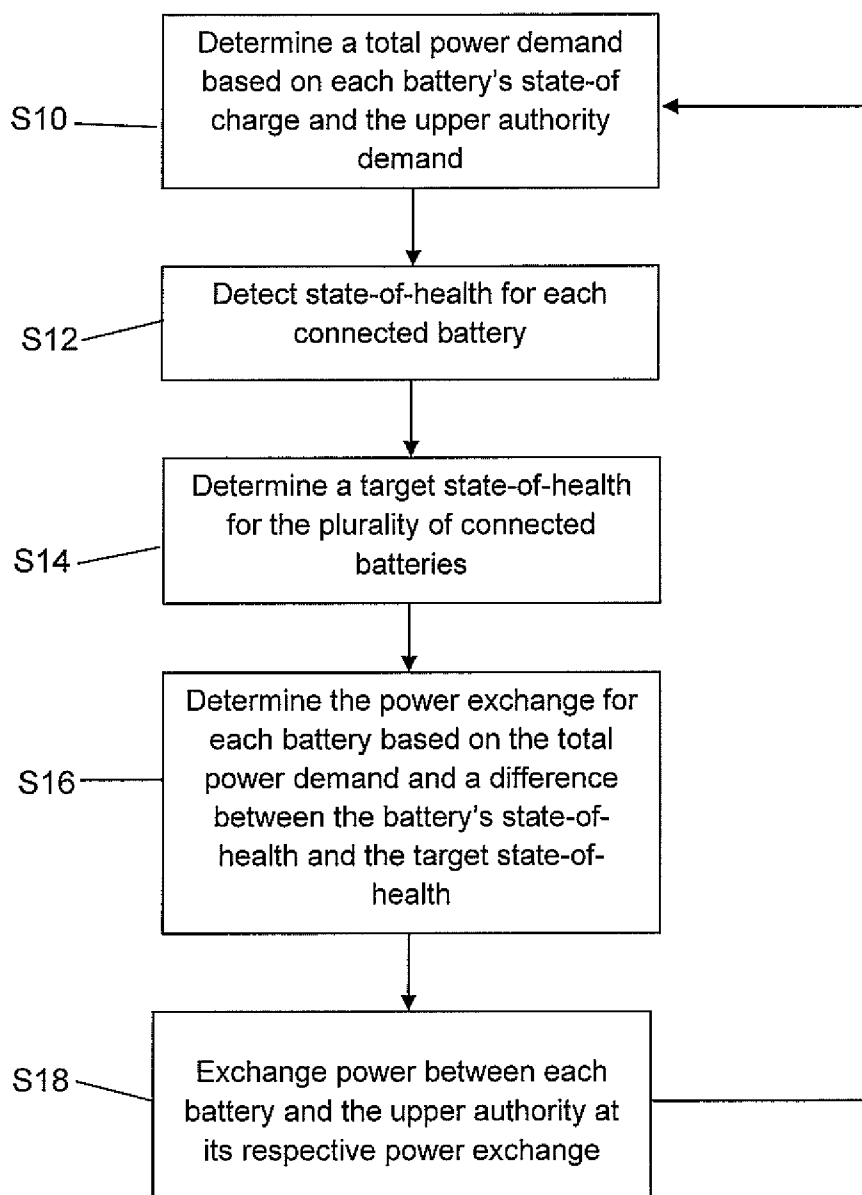 Determine a total power demand
based on each battery's state-of
charge and the upper authority
demand
S10
Detect state-of-health for each
connected battery
S12
Determine a target state-of-health
for the plurality of connected
batteries
S14
Determine the power exchange for
each battery based on the total
power demand and a difference
between the battery's state-of-
health and the target state-of-
health
S16
Exchange power between each
battery and the upper authority at
its respective power exchange
S18